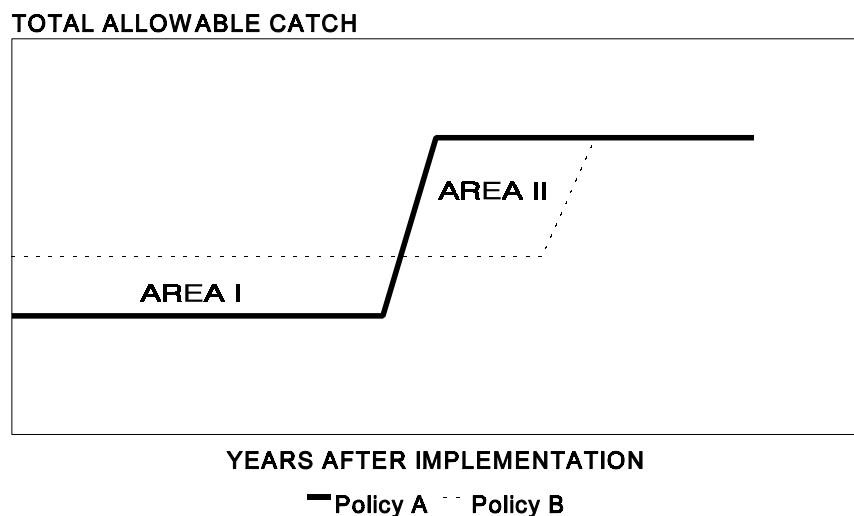 TOTAL ALLOWABLE CATCH
AREA II
AREA I
YEARS AFTER IMPLEMENTATION
Policy A Policy B